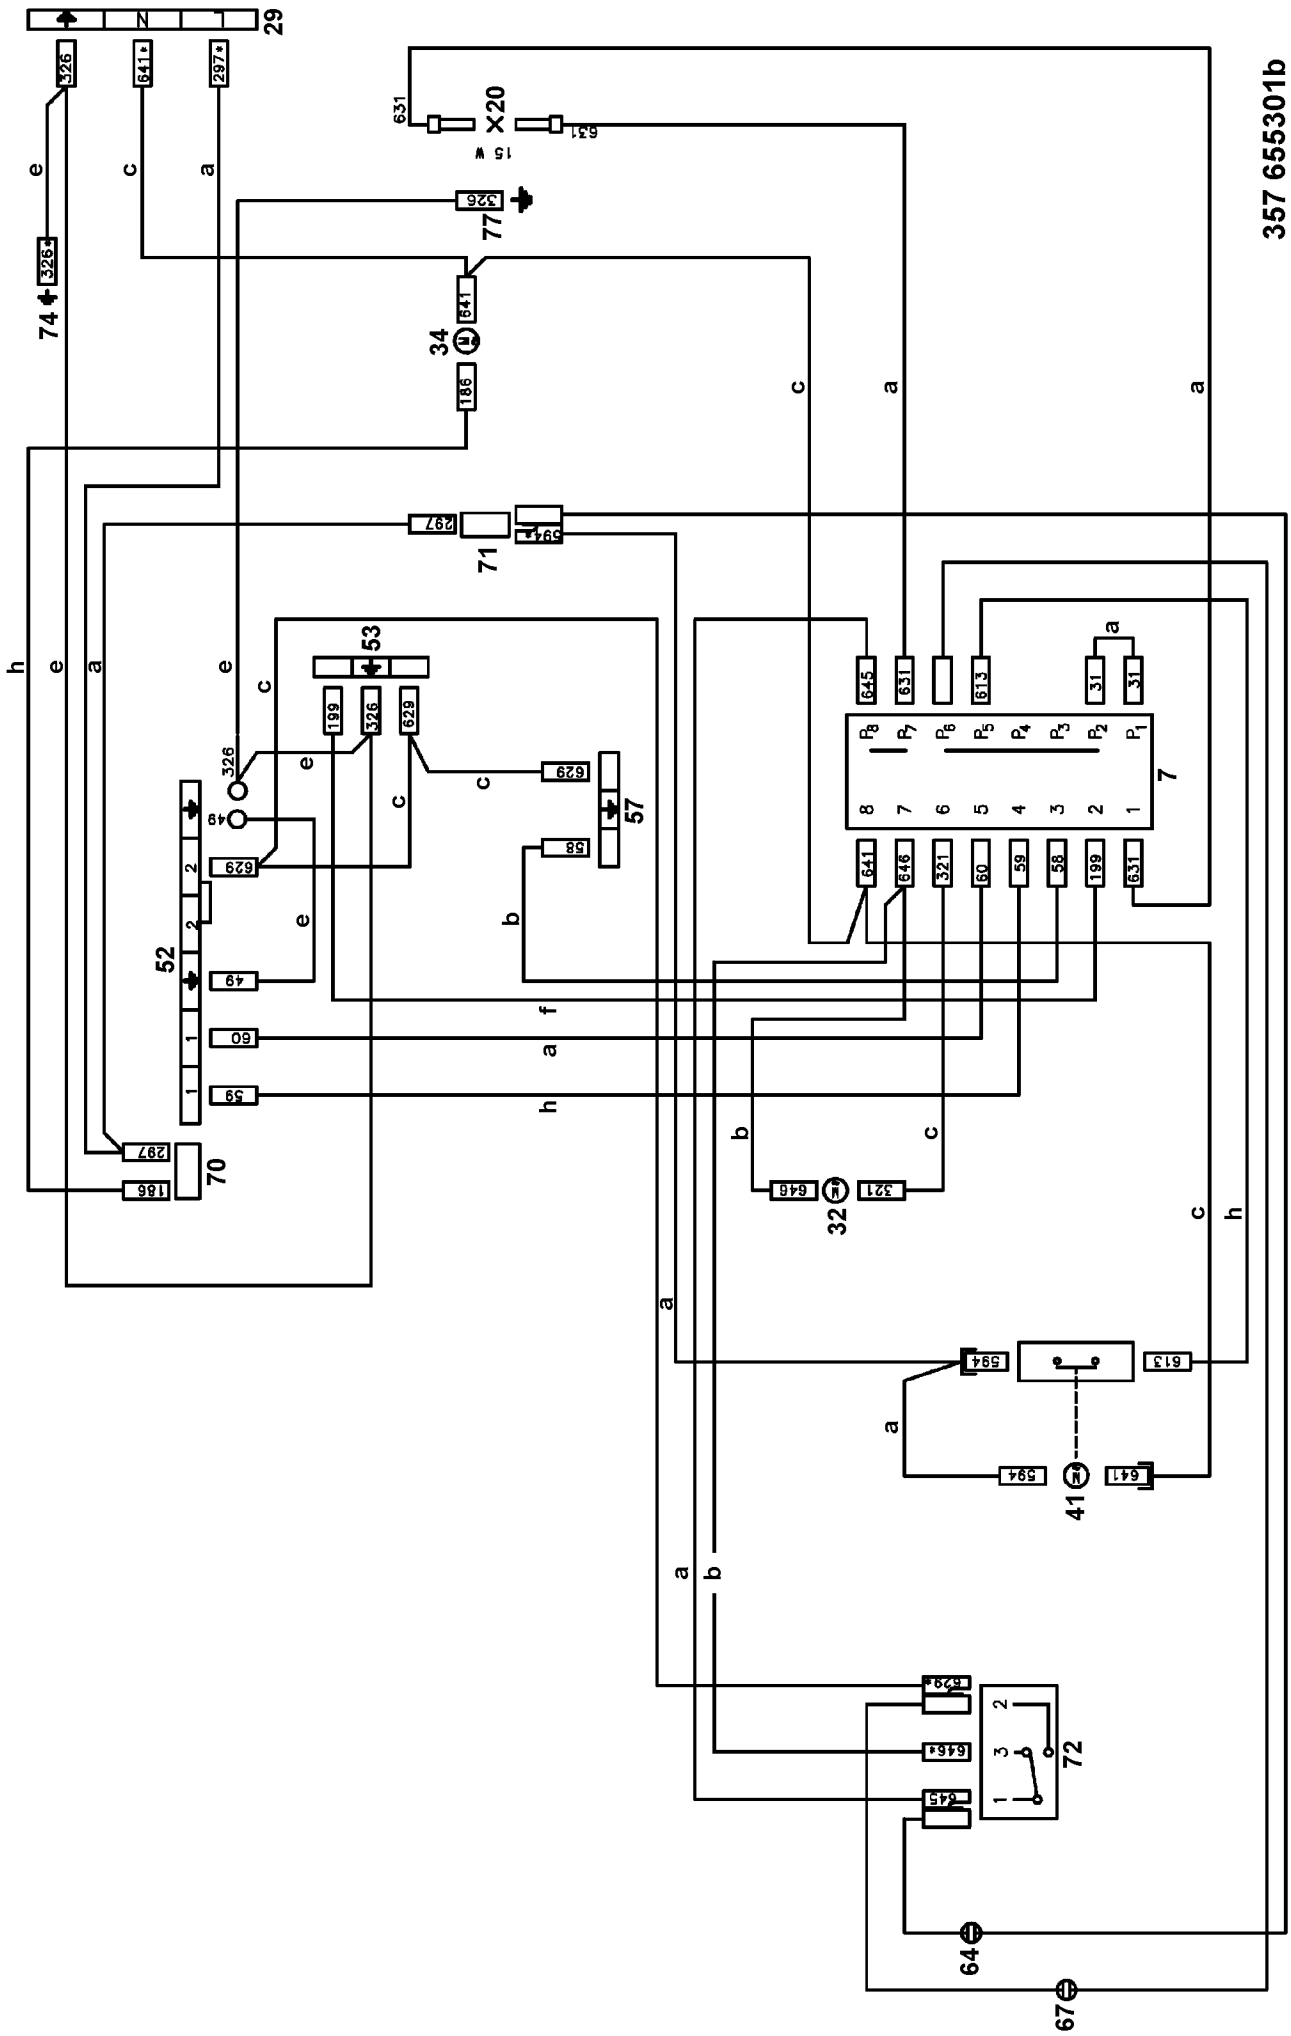 29
N
L
326
641*
297*
e
c
a
326*
74
631
X20
631
15 W
326
77
641
34
186
c
a
a
h
e
a
e
c
297
71
594*
53
199
326
629
e
c
c
326
49
629
2
2
52
e
49
1
60
1
59
297
186
70
629
57
58
b
f
a
h
645
631
613
31
31
a
P8
P7
P6
P5
P4
P3
P2
P1
7
8
7
6
5
4
3
2
1
641
646
321
60
59
58
199
631
b
c
646
32
321
c
h
a
594
613
a
594
41
641
a
b
629*
646*
645
2
3
1
72
64
67
357 655301b